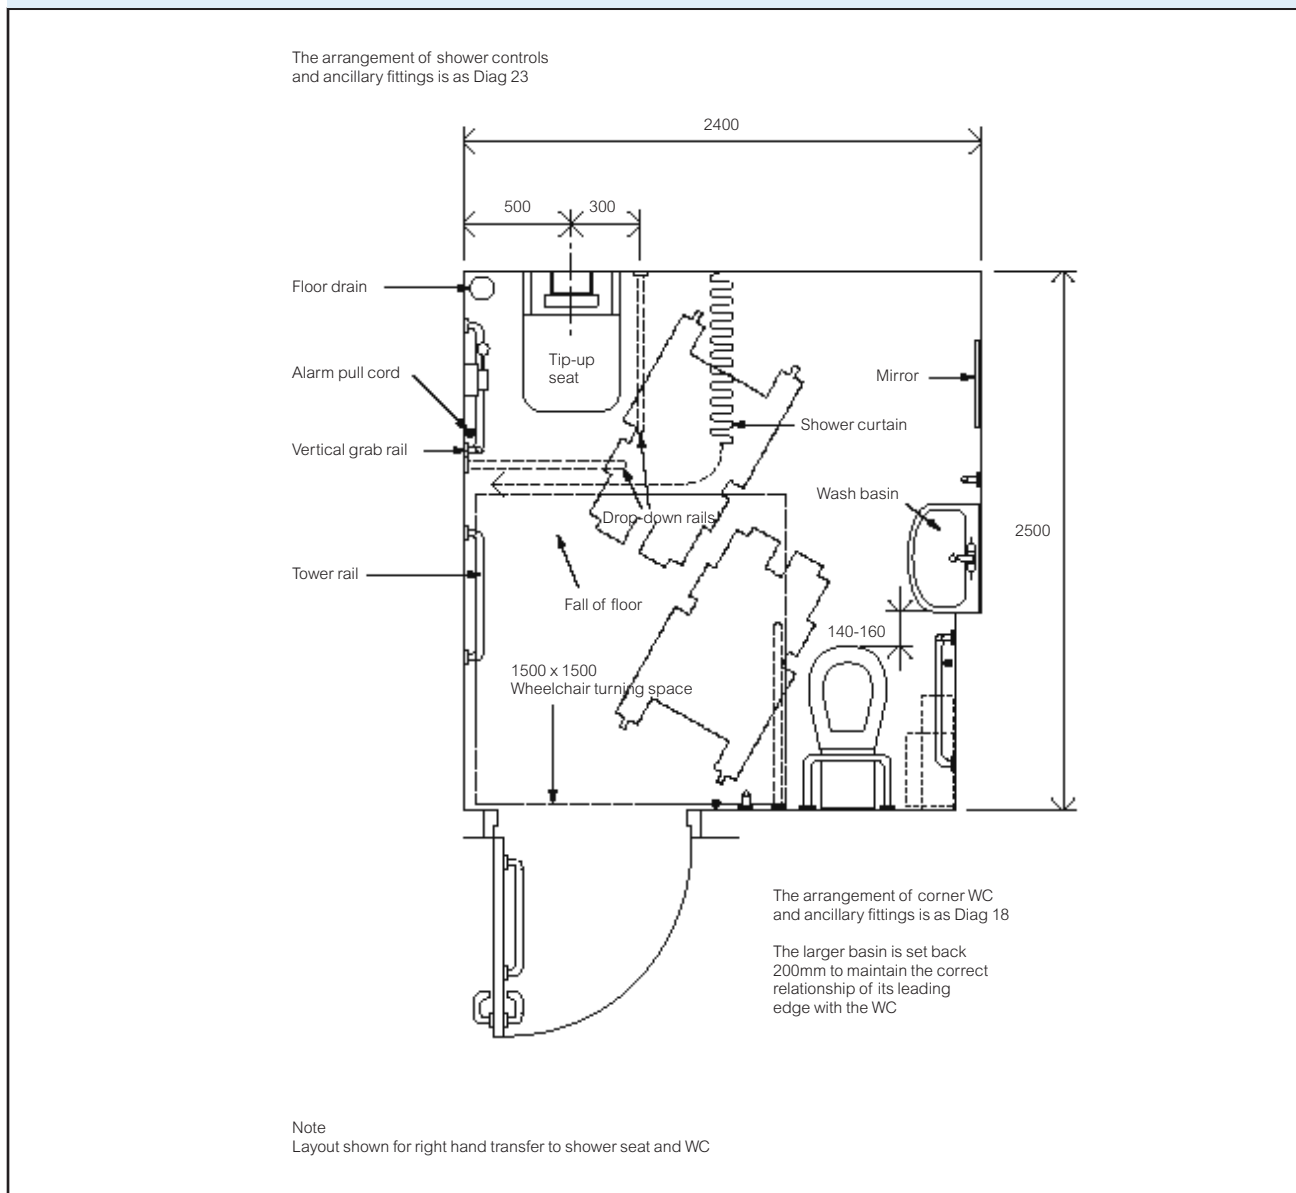 The arrangement of shower controls
and ancillary fittings is as Diag 23
2400
500
300
Floor drain
Tip-up
seat
Alarm pull cord
Mirror
Shower curtain
Vertical grab rail
Wash basin
Drop-down rails
2500
Tower rail
Fall of floor
140-160
1500 x 1500
Wheelchair turning space
The arrangement of corner WC
and ancillary fittings is as Diag 18
The larger basin is set back
200mm to maintain the correct
relationship of its leading
edge with the WC
Note
Layout shown for right hand transfer to shower seat and WC